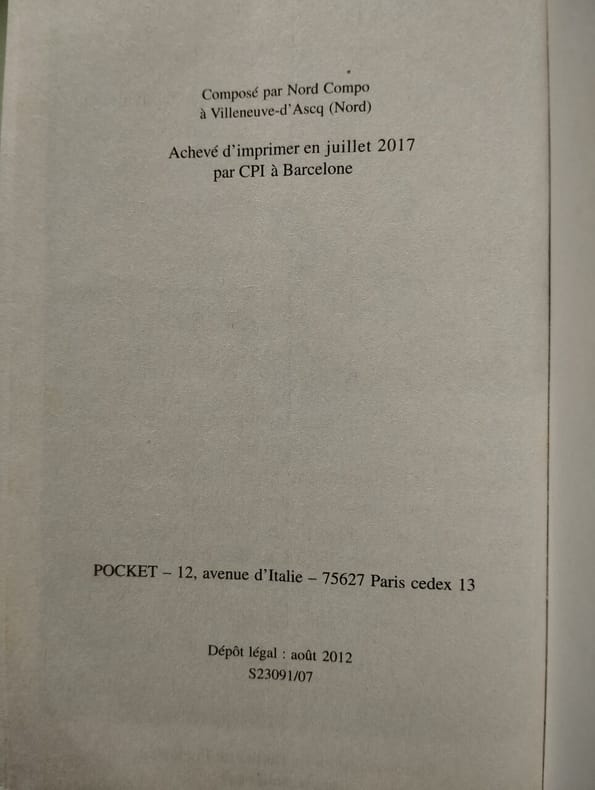 Composé par Nord Compo
à Villeneuve-d'Ascq (Nord)
Achevé d'imprimer en juillet 2017
par CPI à Barcelone
POCKET – 12, avenue d'Italie – 75627 Paris cedex 13
Dépôt légal : août 2012
S23091/07